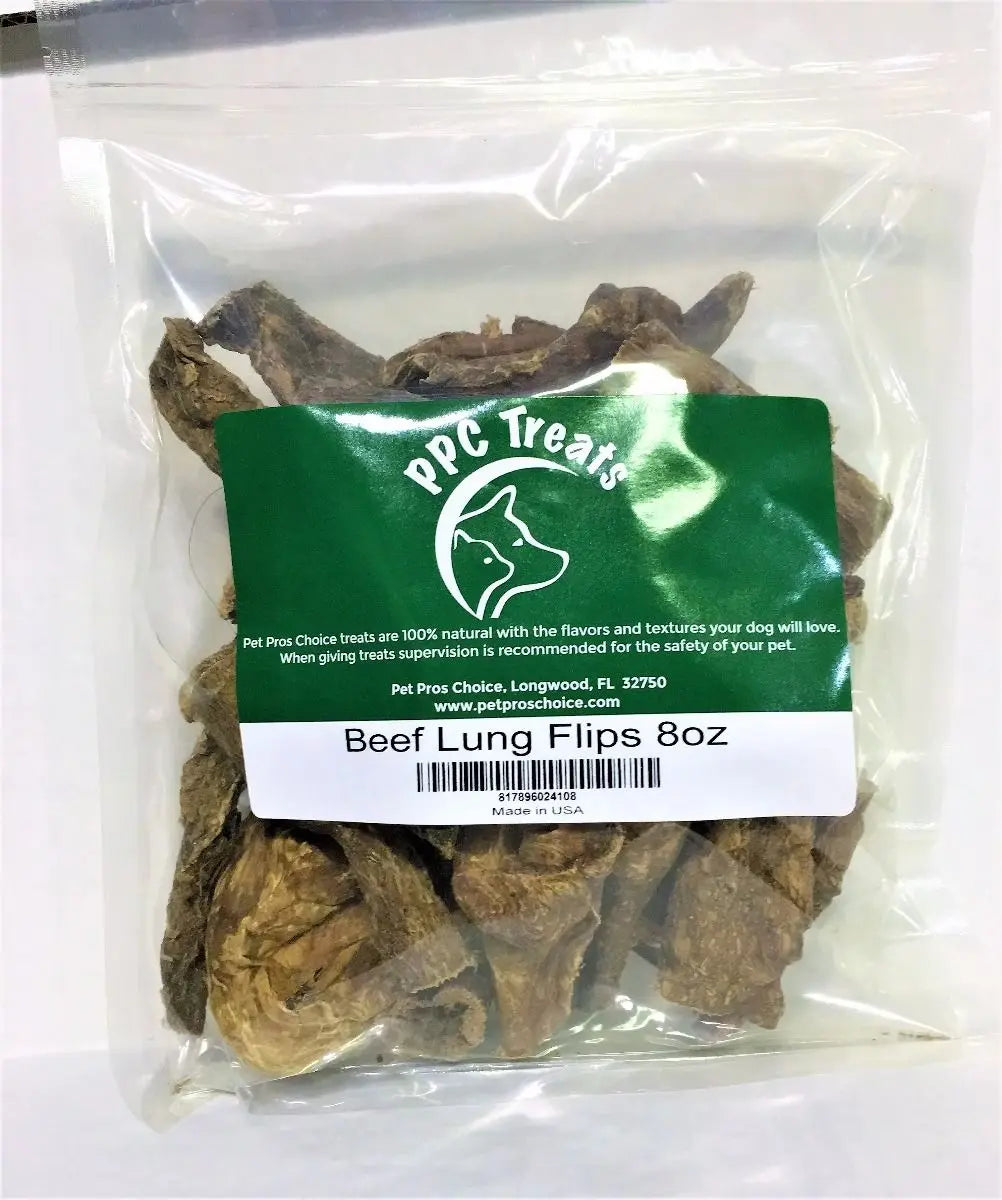 PPC Treats
Pet Pros Choice treats are 100% natural with the flavors and textures your dog will love.
When giving treats supervision is recommended for the safety of your pet.
Pet Pros Choice, Longwood, FL 32750
www.petproschoice.com
Beef Lung Flips 8oz
817896024108
Made in USA